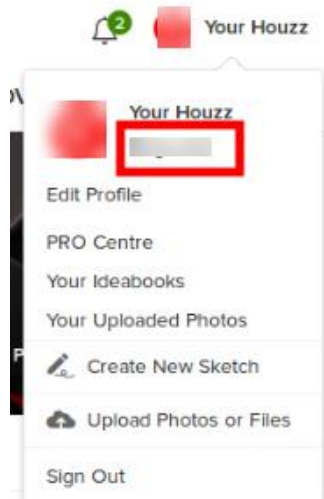 2
Your Houzz
Your Houzz
Edit Profile
PRO Centre
Your Ideabooks
Your Uploaded Photos
Create New Sketch
Upload Photos or Files
Sign Out